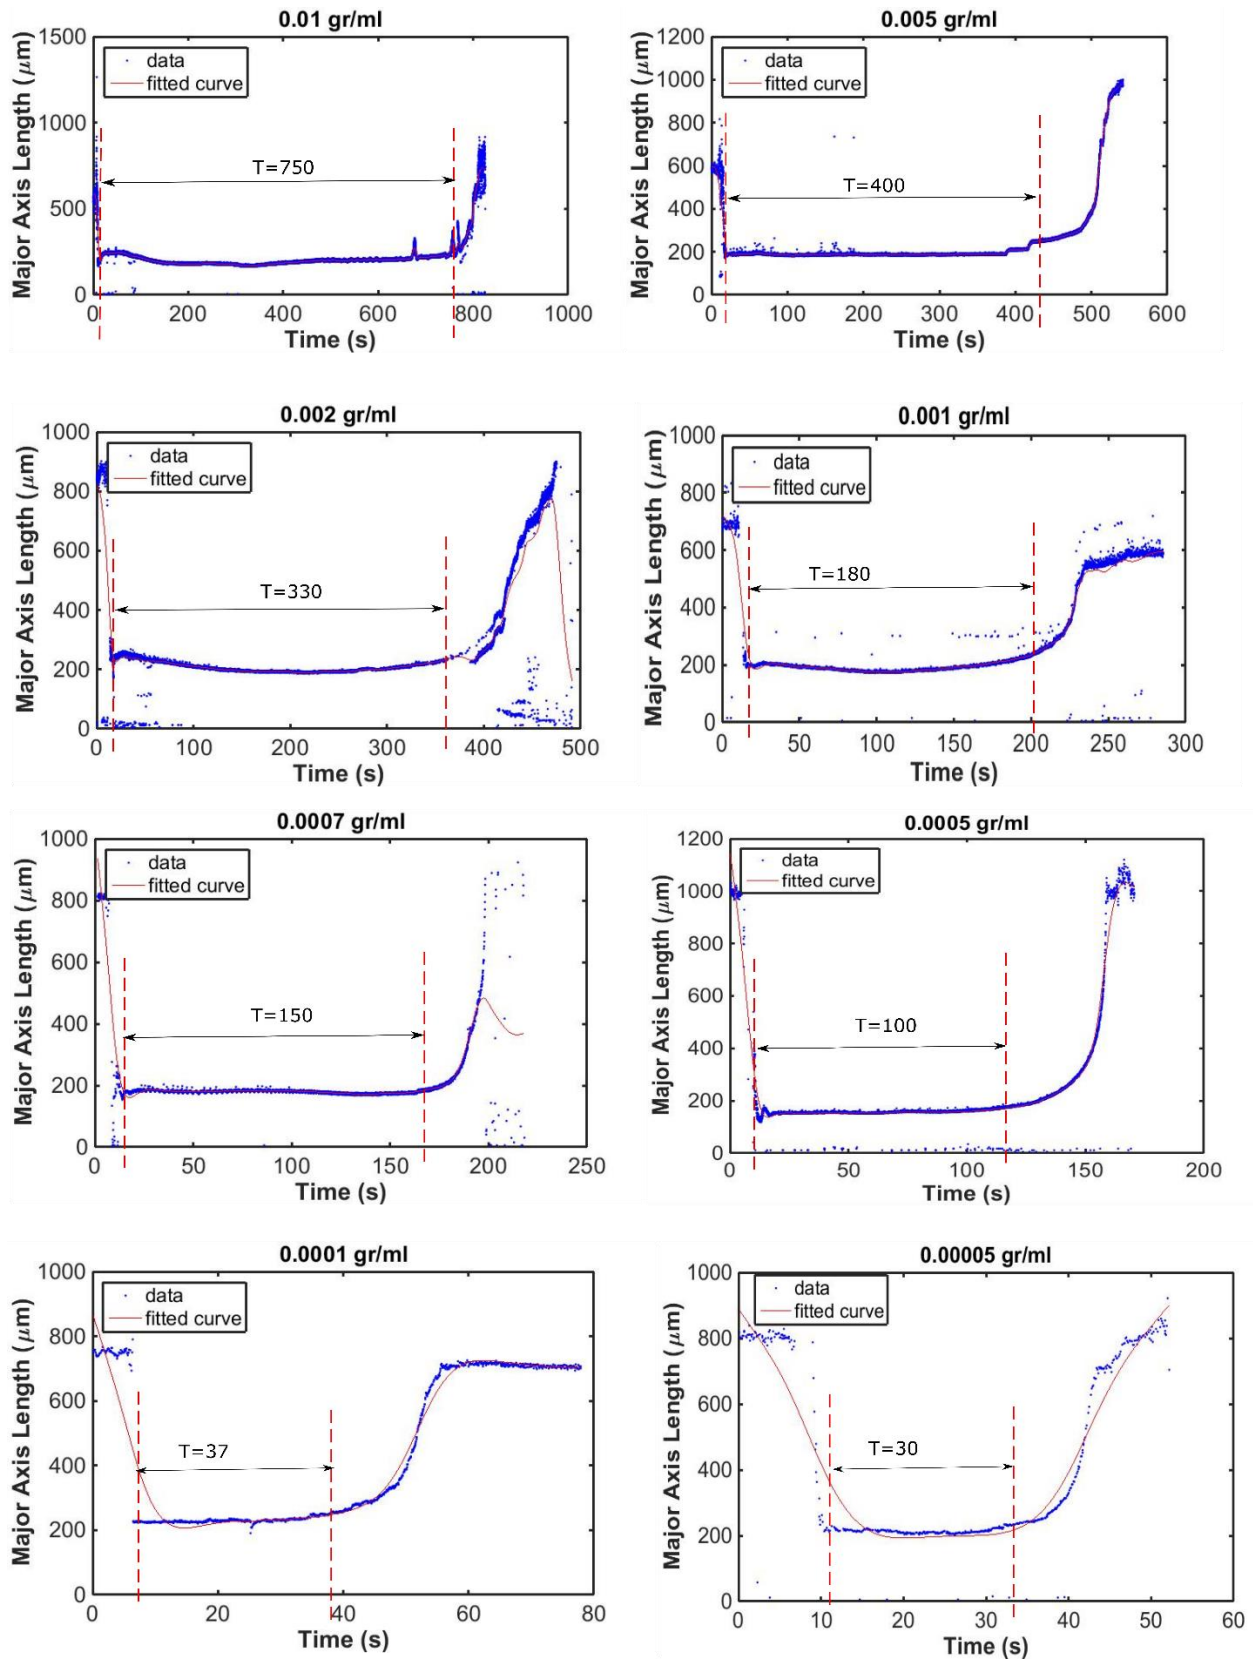 0.01 gr/ml
Major Axis Length (μm)
1500
1000
500
0
data
fitted curve
T=750
0 200 400 600 800 1000
Time (s)
0.005 gr/ml
Major Axis Length (μm)
1200
1000
800
600
400
200
0
data
fitted curve
T=400
0 100 200 300 400 500 600
Time (s)
0.002 gr/ml
Major Axis Length (μm)
1000
800
600
400
200
0
data
fitted curve
T=330
0 100 200 300 400 500
Time (s)
0.001 gr/ml
Major Axis Length (μm)
1000
800
600
400
200
0
data
fitted curve
T=180
0 50 100 150 200 250 300
Time (s)
0.0007 gr/ml
Major Axis Length (μm)
1000
800
600
400
200
0
data
fitted curve
T=150
0 50 100 150 200 250
Time (s)
0.0005 gr/ml
Major Axis Length (μm)
1200
1000
800
600
400
200
0
data
fitted curve
T=100
0 50 100 150 200
Time (s)
0.0001 gr/ml
Major Axis Length (μm)
1000
800
600
400
200
0
data
fitted curve
T=37
0 20 40 60 80
Time (s)
0.00005 gr/ml
Major Axis Length (μm)
1000
800
600
400
200
0
data
fitted curve
T=30
0 10 20 30 40 50 60
Time (s)